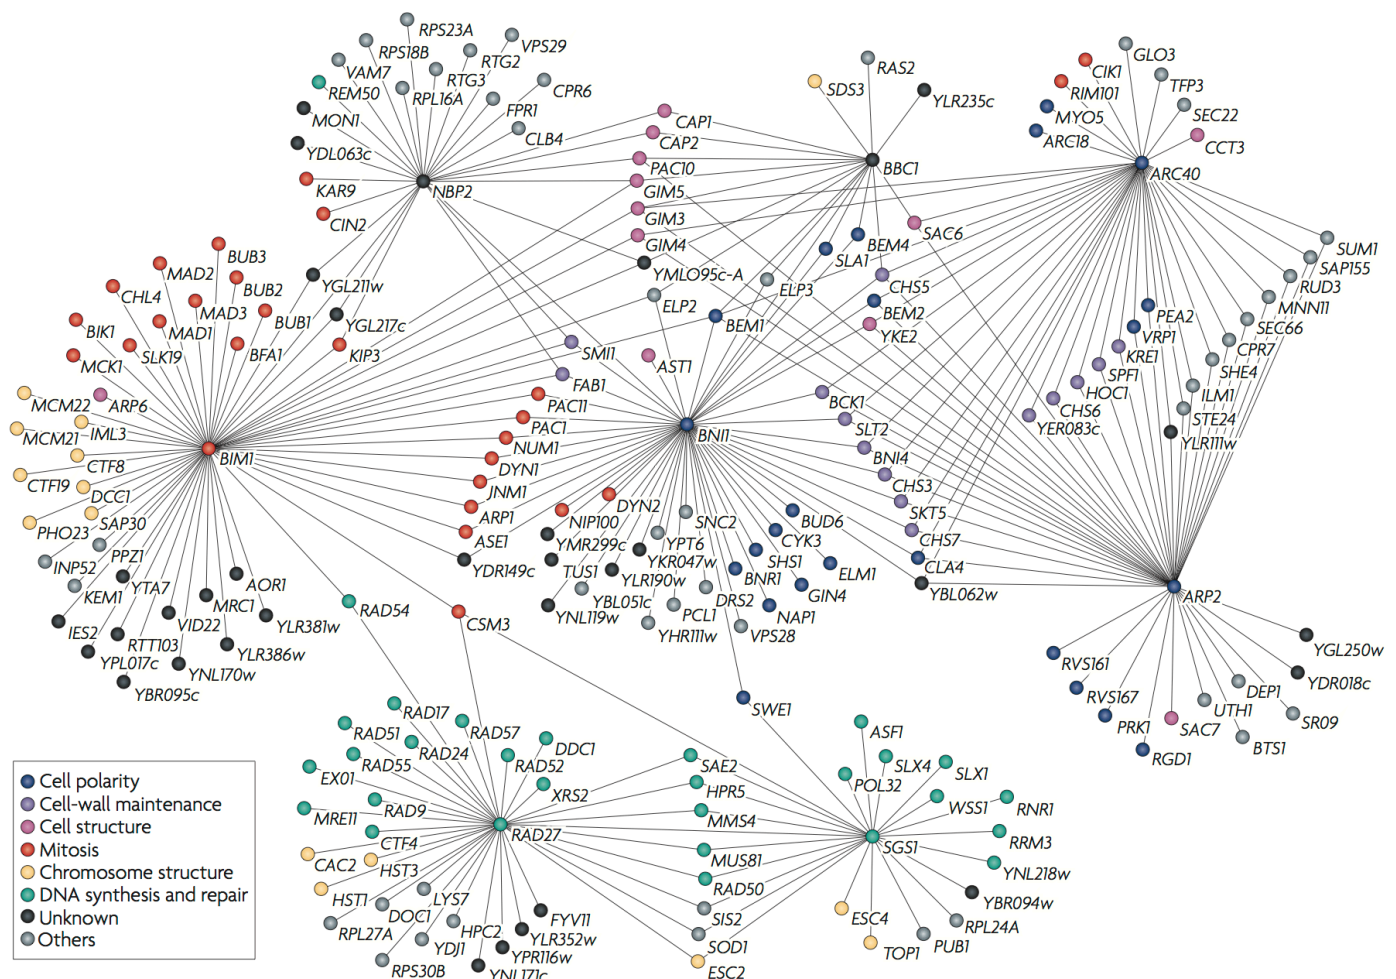 RPS23A
RPS18B
VPS29
RTG2
VAM7
RTG3
REM50
RPL16A
CPR6
FPR1
MON1
CLB4
YDL063c
KAR9
NBP2
CIN2
CAP1
CAP2
PAC10
GIM5
GIM3
GIM4
YML095c-A
ELP2
RAS2
SDS3
YLR235c
BBC1
SAC6
BEM4
SLA1
ELP3
CHS5
BEM1
BEM2
YKE2
GLO3
CIK1
TFP3
RIM101
MYO5
SEC22
ARC18
CCT3
ARC40
SUM1
SAP155
RUD3
MNN11
SEC66
CPR7
SHE4
ILM1
STE24
YLR111w
PEA2
VRP1
KRE1
SPF1
HOC1
CHS6
YER083c
BUB3
MAD2
BUB2
CHL4
MAD3
BUB1
BIK1
MAD1
SLK19
BFA1
MCK1
YGL211w
YGL217c
KIP3
MCM22
ARP6
MCM21
IML3
CTF8
BIM1
CTF19
DCC1
SAP30
PHO23
PPZ1
INP52
YTA7
AOR1
KEM1
MRC1
IES2
VID22
YLR381w
RTT103
YLR386w
YPL017c
YNL170w
YBR095c
SMI1
AST1
FAB1
PAC11
PAC1
NUM1
DYN1
JNM1
ARP1
ASE1
YDR149c
BNI1
BCK1
SLT2
BNI4
CHS3
SKT5
CHS7
CLA4
YBL062w
DYN2
NIP100
SNC2
BUD6
YMR299c
YPT6
CYK3
YKR047w
SHS1
TUS1
YLR190w
BNR1
ELM1
YBL051c
DRS2
GIN4
YNL119w
PCL1
NAP1
YHR111w
VPS28
RAD54
CSM3
SWE1
ARP2
YGL250w
RVS161
YDR018c
RVS167
DEP1
UTH1
SR09
PRK1
SAC7
BTS1
RGD1
RAD17
RAD51
RAD57
RAD24
DDC1
RAD55
RAD52
EX01
XRS2
RAD9
MRE11
RAD27
CTF4
CAC2
HST3
HST1
LYS7
DOC1
FYV11
RPL27A
HPC2
YLR352w
YDJ1
YPR116w
RPS30B
YNL171c
SAE2
HPR5
MMS4
MUS81
RAD50
SIS2
SOD1
ESC2
ASF1
SLX4
SLX1
POL32
WSS1
RNR1
RRM3
SGS1
YNL218w
YBR094w
ESC4
RPL24A
PUB1
TOP1
Cell polarity
Cell-wall maintenance
Cell structure
Mitosis
Chromosome structure
DNA synthesis and repair
Unknown
Others